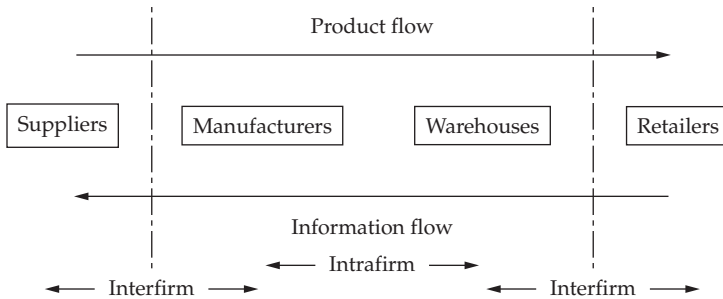 Product flow
Suppliers
Manufacturers
Warehouses
Retailers
Information flow
Intrafirm
Interfirm
Interfirm